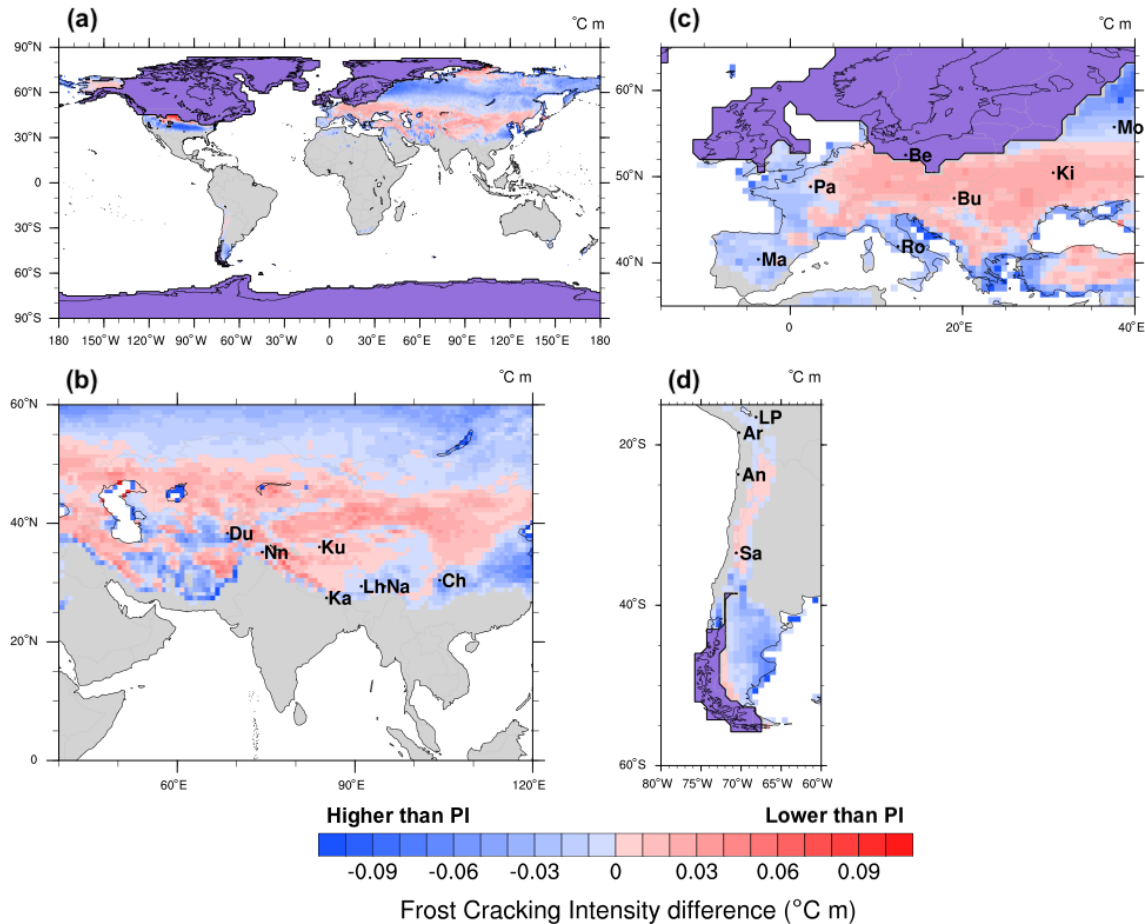 (a)
°C m
90°N
60°N
30°N
0
30°S
60°S
90°S
180 150°W 120°W 90°W 60°W 30°W 0 30°E 60°E 90°E 120°E 150°E 180
(c)
°C m
60°N
50°N
40°N
Mo
Be
Pa
Ki
Bu
Ro
Ma
0 20°E 40°E
(b)
°C m
60°N
40°N
20°N
0
Du
Nn
Ku
Lh
Na
Ch
Ka
60°E 90°E 120°E
(d)
°C m
20°S
40°S
60°S
LP
Ar
An
Sa
80°W 75°W 70°W 65°W 60°W
Higher than PI Lower than PI
-0.09 -0.06 -0.03 0 0.03 0.06 0.09
Frost Cracking Intensity difference (°C m)